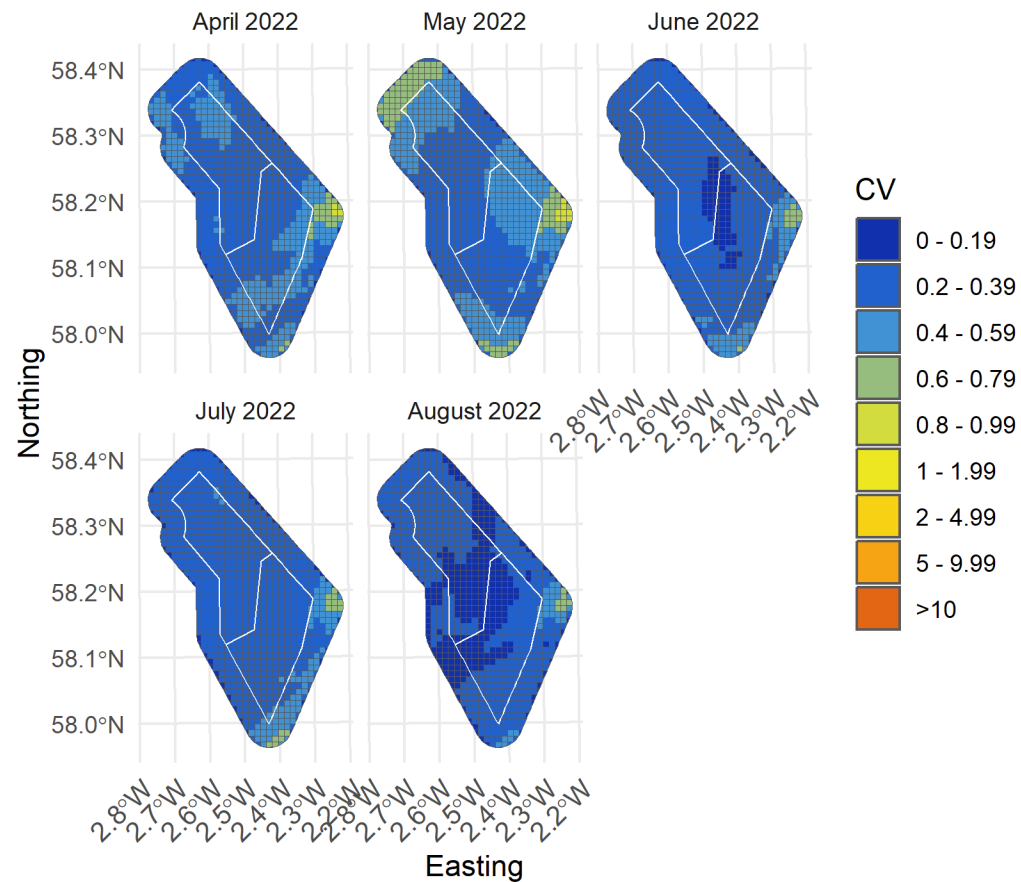 April 2022
May 2022
June 2022
58.4°N
58.3°N
58.2°N
58.1°N
58.0°N
2.8°W
2.7°W
2.6°W
2.5°W
2.4°W
2.3°W
2.2°W
July 2022
August 2022
58.4°N
58.3°N
58.2°N
58.1°N
58.0°N
2.8°W
2.7°W
2.6°W
2.5°W
2.4°W
2.3°W
2.2°W
2.8°W
2.7°W
2.6°W
2.5°W
2.4°W
2.3°W
2.2°W
Northing
Easting
CV
0 - 0.19
0.2 - 0.39
0.4 - 0.59
0.6 - 0.79
0.8 - 0.99
1 - 1.99
2 - 4.99
5 - 9.99
>10